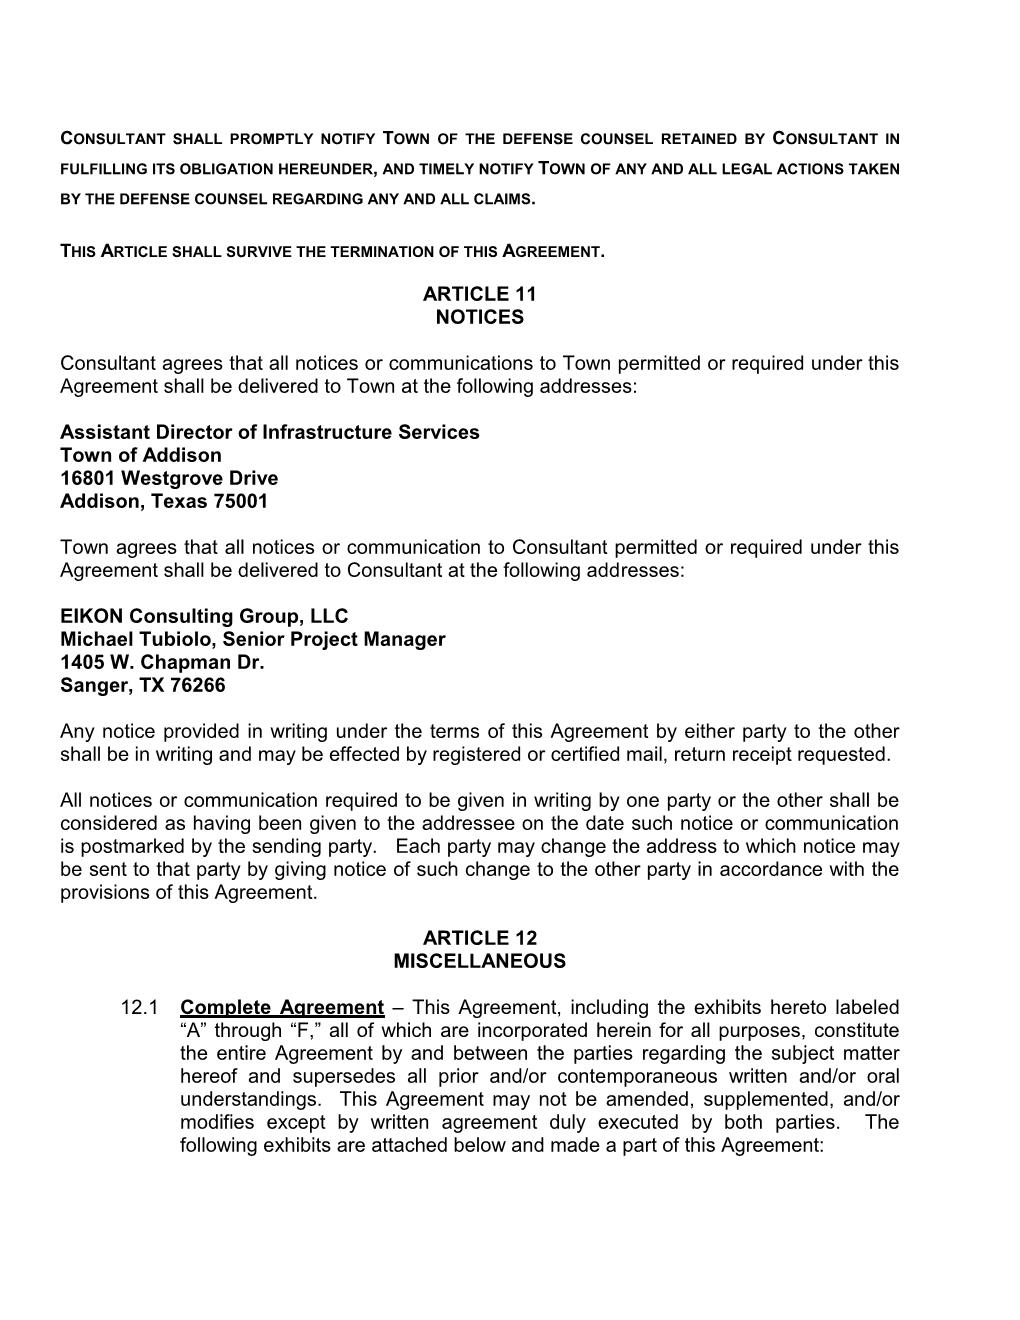 CONSULTANT SHALL PROMPTLY NOTIFY TOWN OF THE DEFENSE COUNSEL RETAINED BY CONSULTANT IN
FULFILLING ITS OBLIGATION HEREUNDER, AND TIMELY NOTIFY TOWN OF ANY AND ALL LEGAL ACTIONS TAKEN
BY THE DEFENSE COUNSEL REGARDING ANY AND ALL CLAIMS.
THIS ARTICLE SHALL SURVIVE THE TERMINATION OF THIS AGREEMENT.
ARTICLE 11
NOTICES
Consultant agrees that all notices or communications to Town permitted or required under this
Agreement shall be delivered to Town at the following addresses:
Assistant Director of Infrastructure Services
Town of Addison
16801 Westgrove Drive
Addison, Texas 75001
Town agrees that all notices or communication to Consultant permitted or required under this
Agreement shall be delivered to Consultant at the following addresses:
EIKON Consulting Group, LLC
Michael Tubiolo, Senior Project Manager
1405 W. Chapman Dr.
Sanger, TX 76266
Any notice provided in writing under the terms of this Agreement by either party to the other
shall be in writing and may be effected by registered or certified mail, return receipt requested.
All notices or communication required to be given in writing by one party or the other shall be
considered as having been given to the addressee on the date such notice or communication
is postmarked by the sending party. Each party may change the address to which notice may
be sent to that party by giving notice of such change to the other party in accordance with the
provisions of this Agreement.
ARTICLE 12
MISCELLANEOUS
12.1 Complete Agreement – This Agreement, including the exhibits hereto labeled
“A” through “F,” all of which are incorporated herein for all purposes, constitute
the entire Agreement by and between the parties regarding the subject matter
hereof and supersedes all prior and/or contemporaneous written and/or oral
understandings. This Agreement may not be amended, supplemented, and/or
modifies except by written agreement duly executed by both parties. The
following exhibits are attached below and made a part of this Agreement: